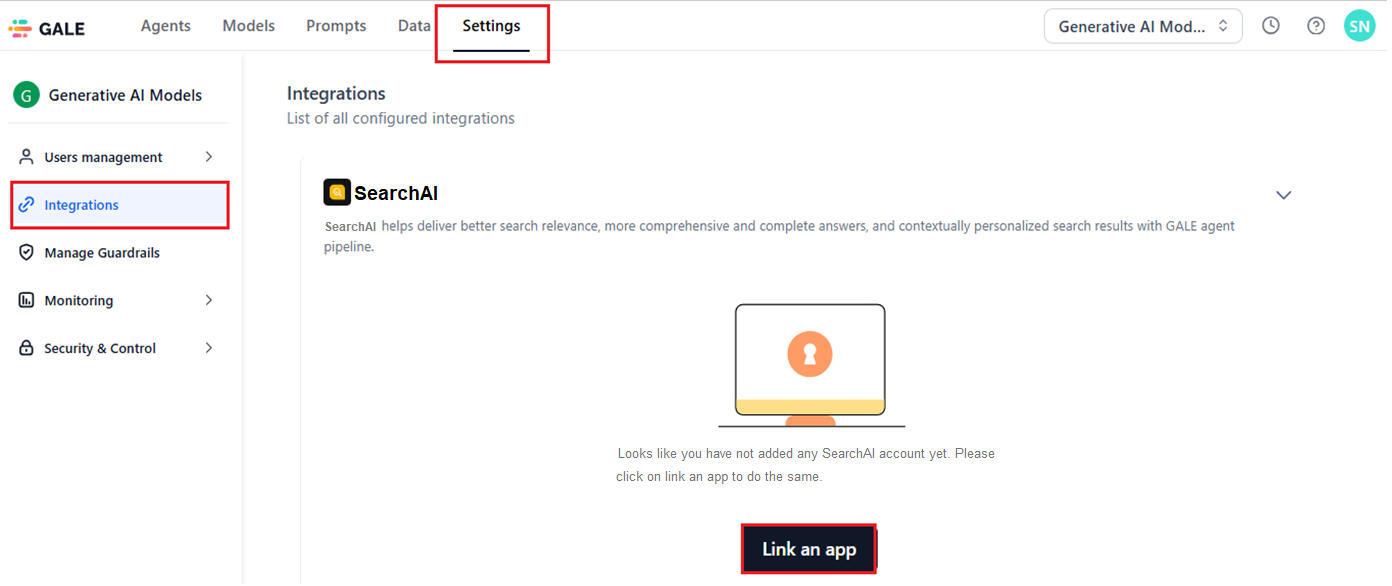 GALE
Agents
Models
Prompts
Data
Settings
Generative AI Mod...
SN
G
Generative AI Models
Users management
Integrations
Manage Guardrails
Monitoring
Security & Control
Integrations
List of all configured integrations
SearchAI
SearchAI helps deliver better search relevance, more comprehensive and complete answers, and contextually personalized search results with GALE agent
pipeline.
Looks like you have not added any SearchAI account yet. Please
click on link an app to do the same.
Link an app